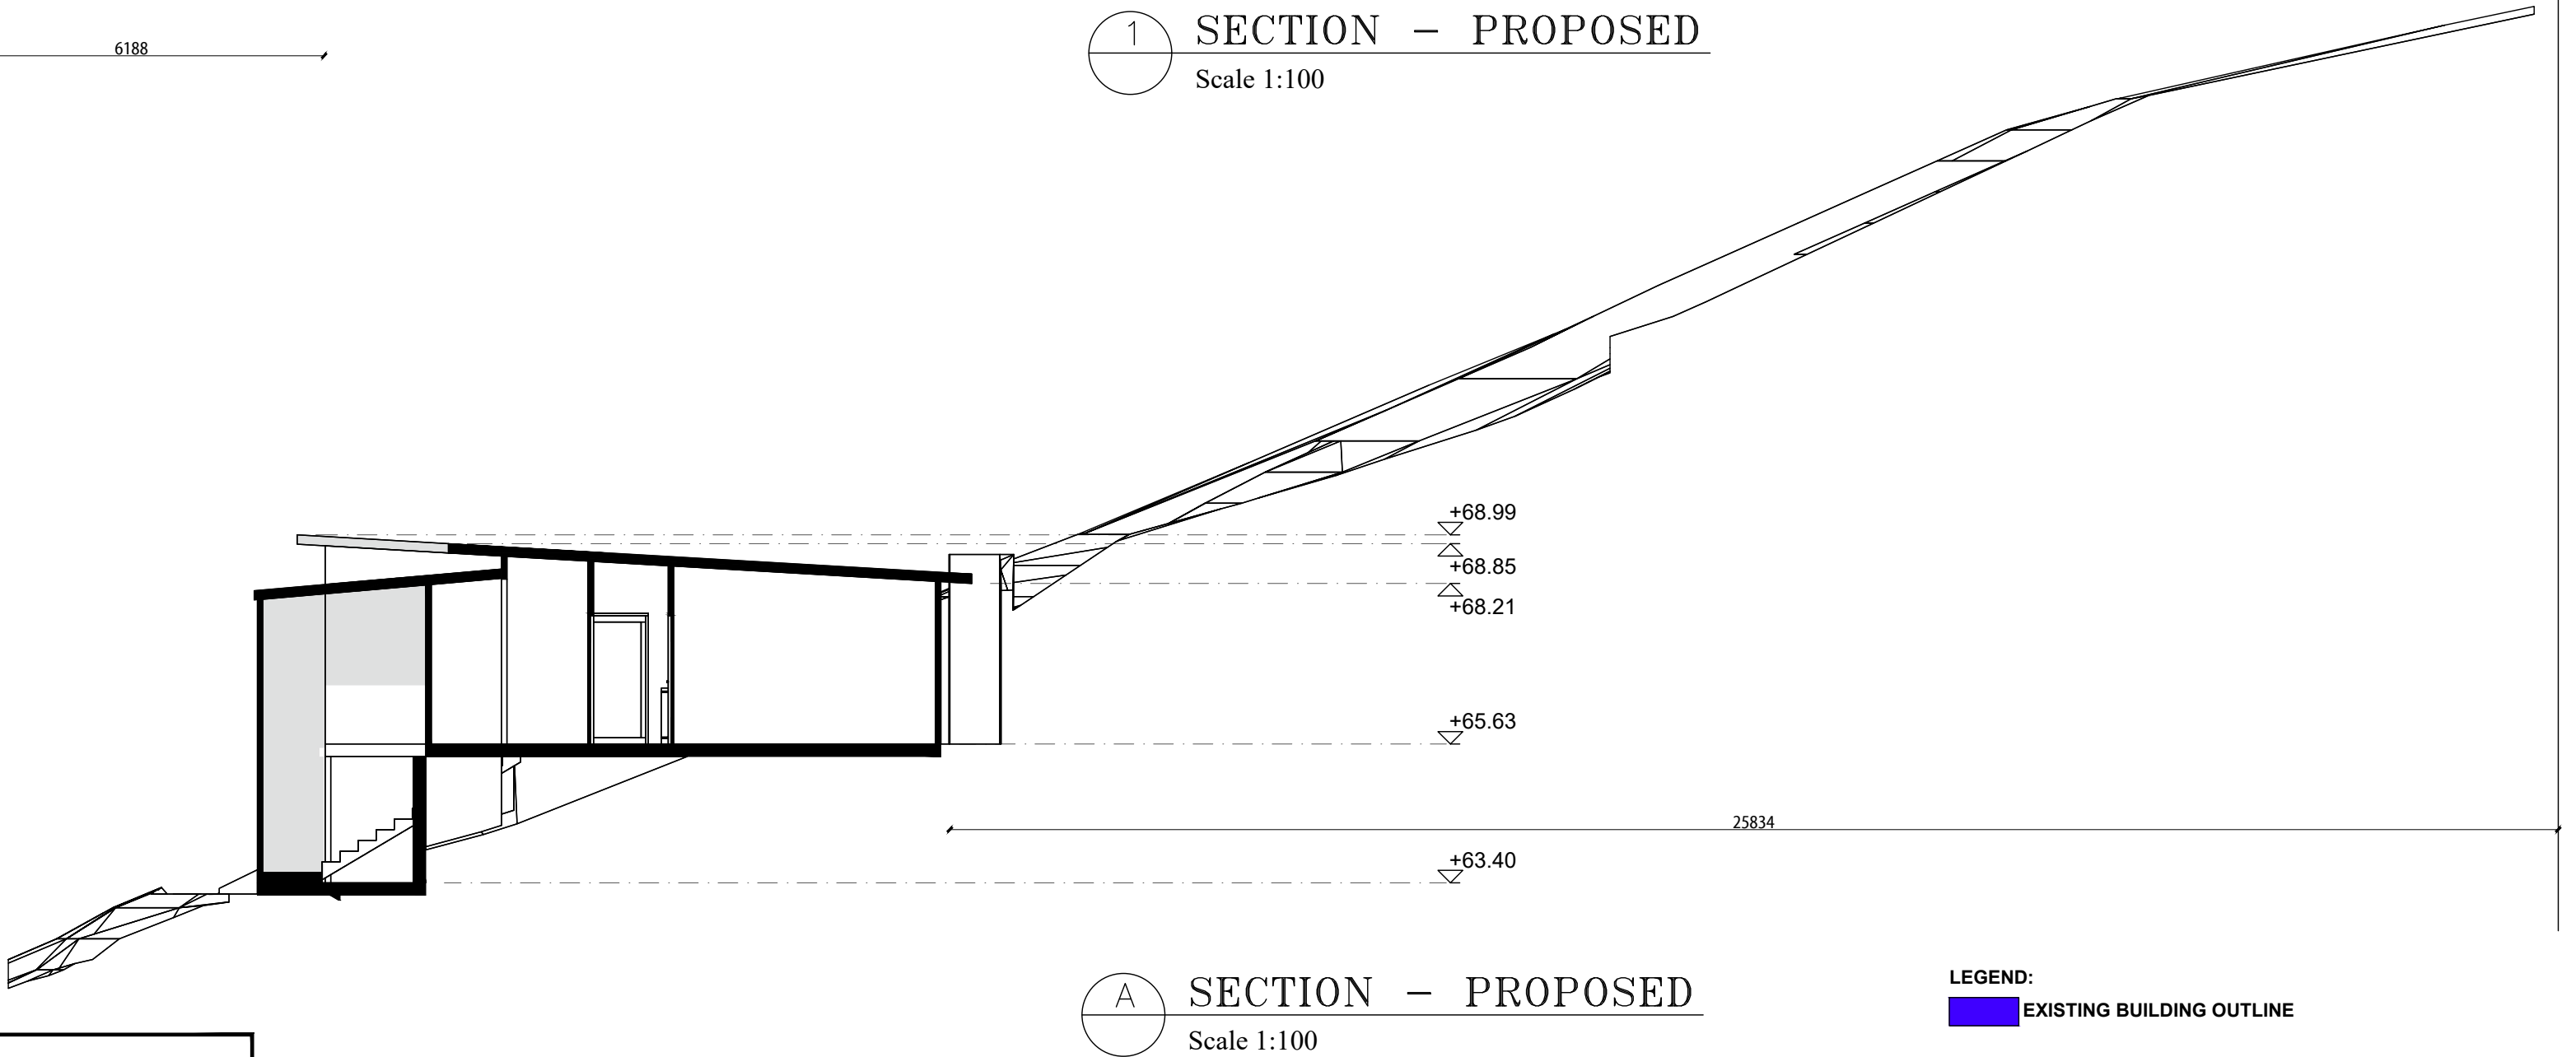 1
SECTION – PROPOSED
Scale 1:100
6188
+68.99
+68.85
+68.21
+65.63
25834
+63.40
A
SECTION – PROPOSED
Scale 1:100
LEGEND:
EXISTING BUILDING OUTLINE